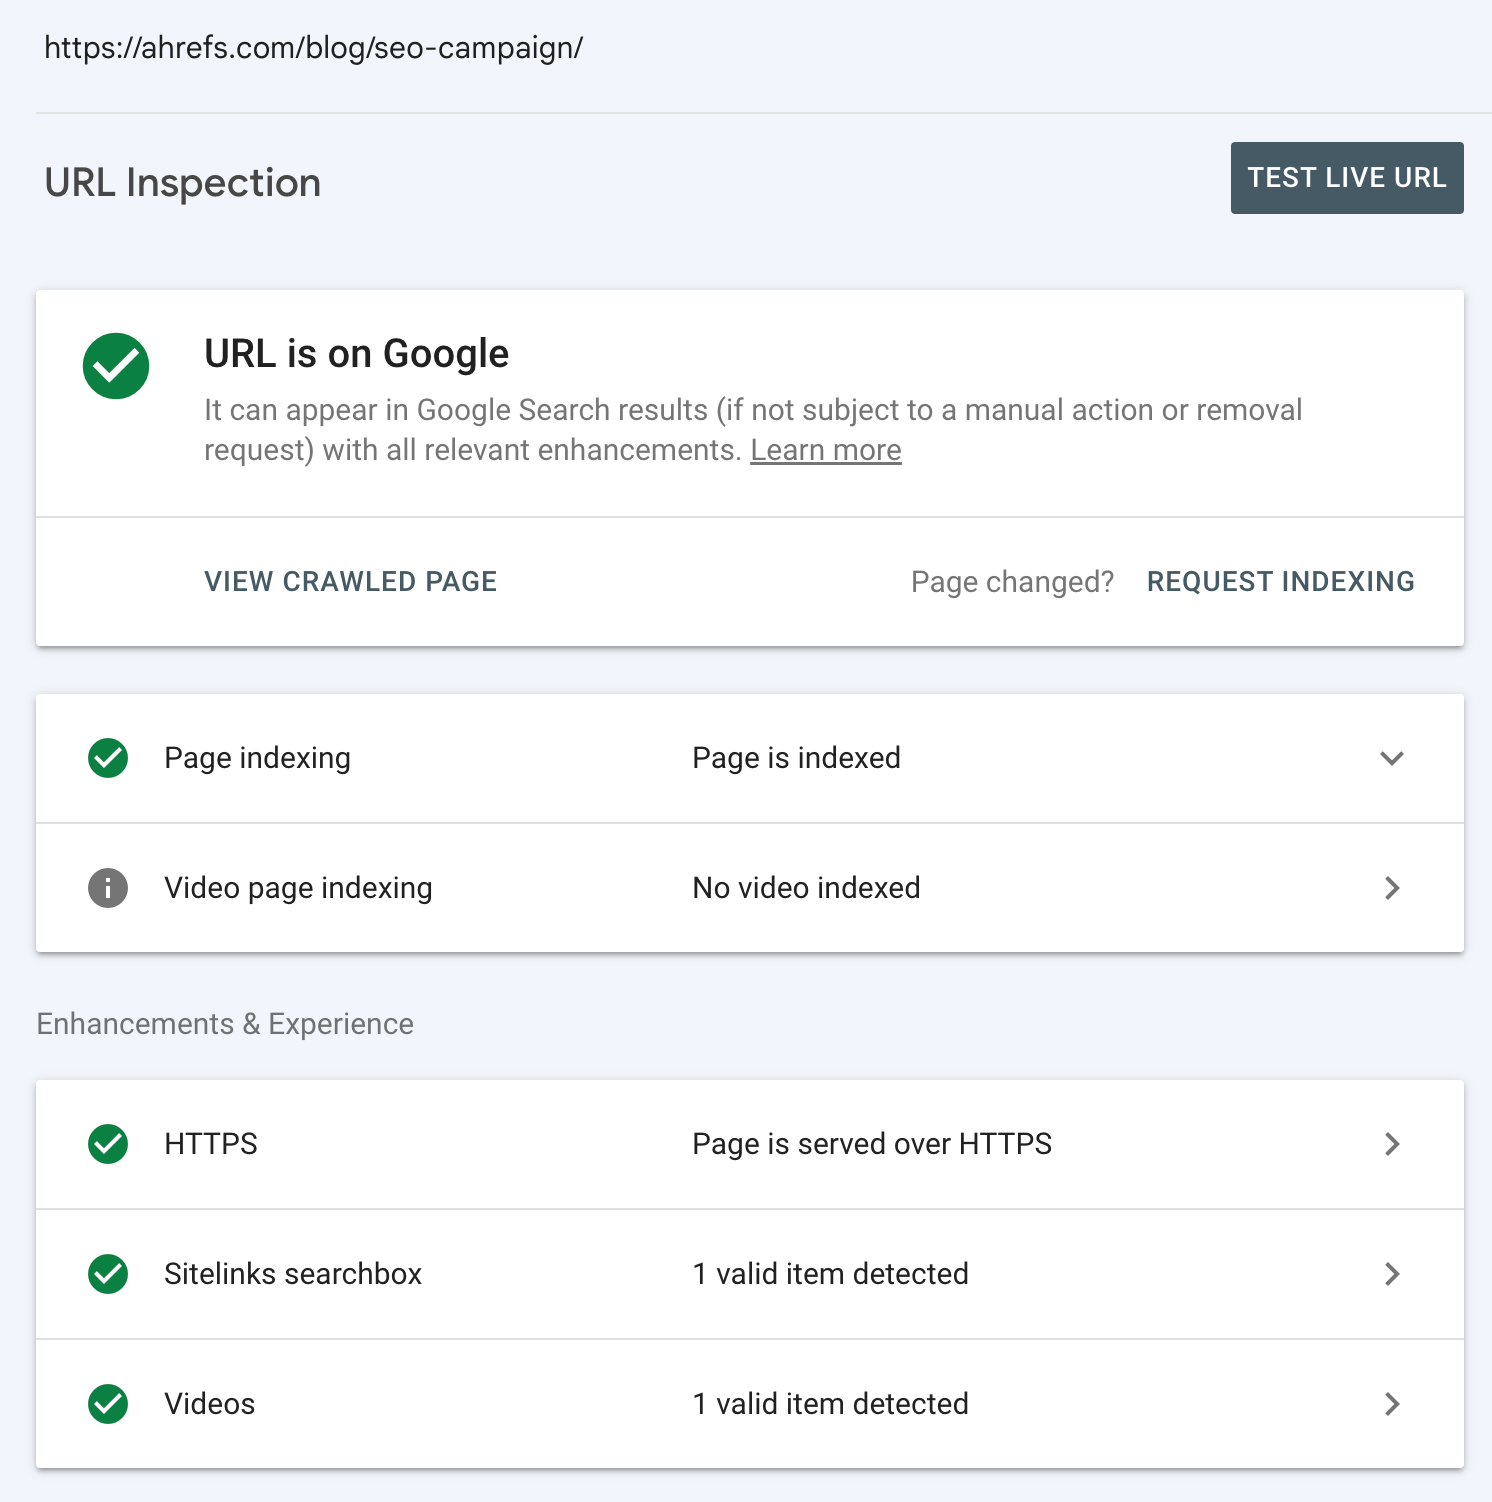 https://ahrefs.com/blog/seo-campaign/
URL Inspection
TEST LIVE URL
URL is on Google
It can appear in Google Search results (if not subject to a manual action or removal
request) with all relevant enhancements. Learn more
VIEW CRAWLED PAGE
Page changed? REQUEST INDEXING
Page indexing Page is indexed
Video page indexing No video indexed
Enhancements & Experience
HTTPS Page is served over HTTPS
Sitelinks searchbox 1 valid item detected
Videos 1 valid item detected